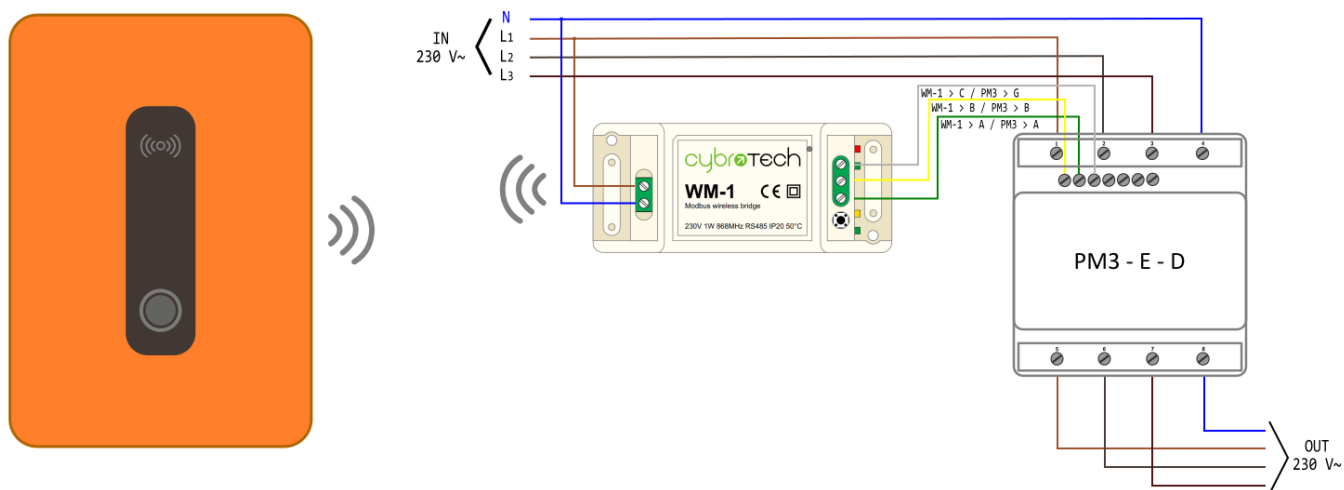 IN
230 V~
N
L1
L2
L3
WM-1 > C / PM3 > G
WM-1 > B / PM3 > B
WM-1 > A / PM3 > A
cybrotech
WM-1 CE
Modbus wireless bridge
230V 1W 868MHz RS485 IP20 50°C
1 2 3 4
PM3 - E - D
5 6 7 8
OUT
230 V~